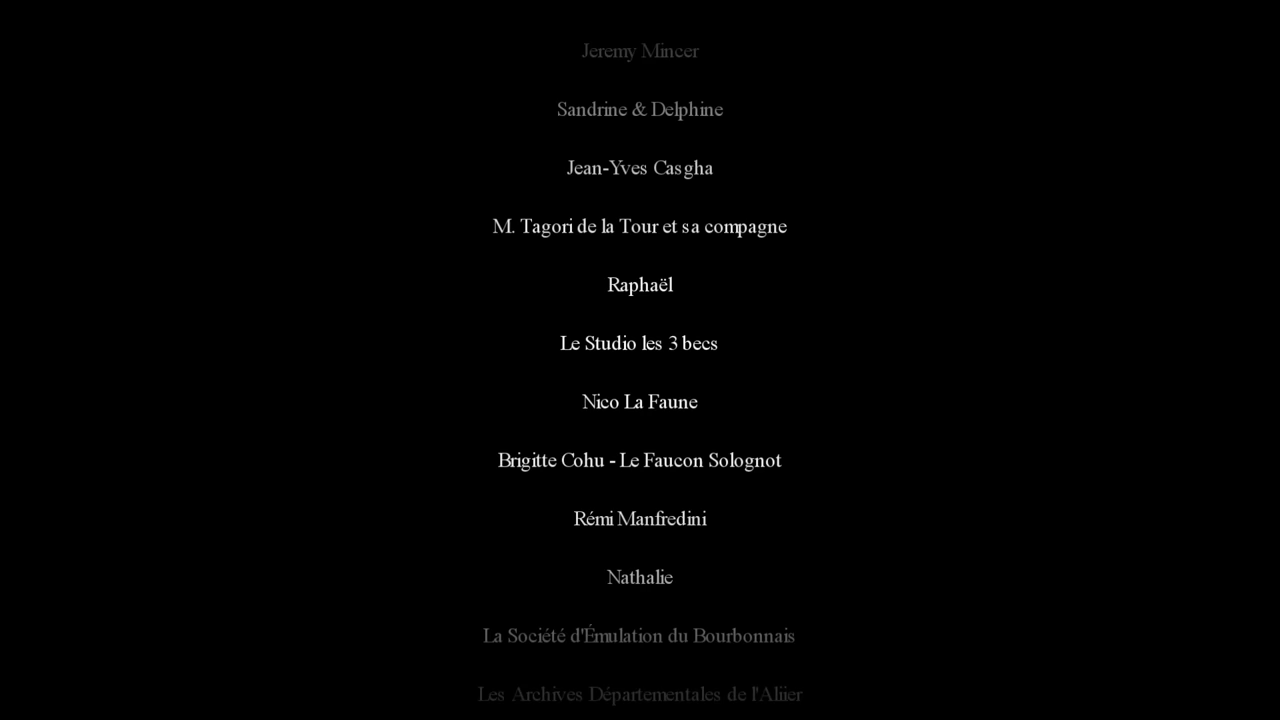 Jeremy Mincer
Sandrine & Delphine
Jean-Yves Casgha
M. Tagori de la Tour et sa compagne
Raphaël
Le Studio les 3 becs
Nico La Faune
Brigitte Cohu - Le Faucon Solognot
Rémi Manfredini
Nathalie
La Société d'Émulation du Bourbonnais
Les Archives Départementales de l'Aliier